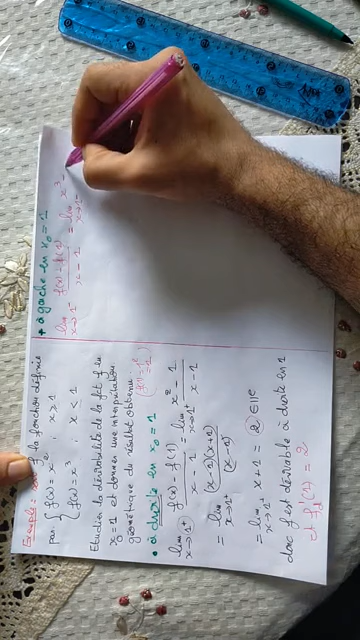 Exemple: Soit f la fonction définie
par { f(x) = x² ; x ⩾ 1
f(x) = x³ ; x < 1
Etudier la dérivabilité de la fct f en
x = 1 et donner une interprétation
géométrique du résultat obtenu.
• à droite en x₀ = 1 (f(1) = 1² = 1)
lim x→1⁺ f(x) - f(1) / x - 1 = lim x→1⁺ x² - 1 / x - 1
= lim x→1⁺ (x-1)(x+1) / (x-1)
= lim x→1⁺ x + 1 = 2 ∈ ℝ
donc f est dérivable à droite en 1
et f'd(1) = 2
+ à gauche en x₀ = 1
lim x→1⁻ f(x) - f(1) / x - 1 = lim x→1⁻ x³ -